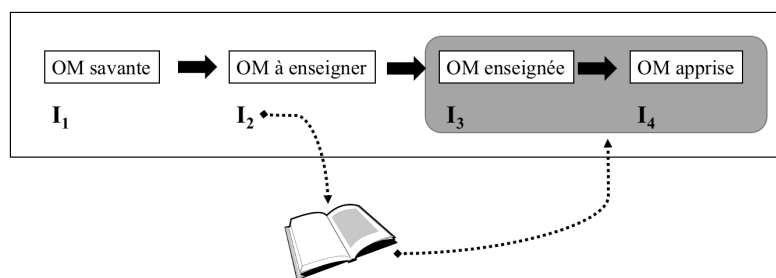 OM savante
OM à enseigner
OM enseignée
OM apprise
I1
I2
I3
I4